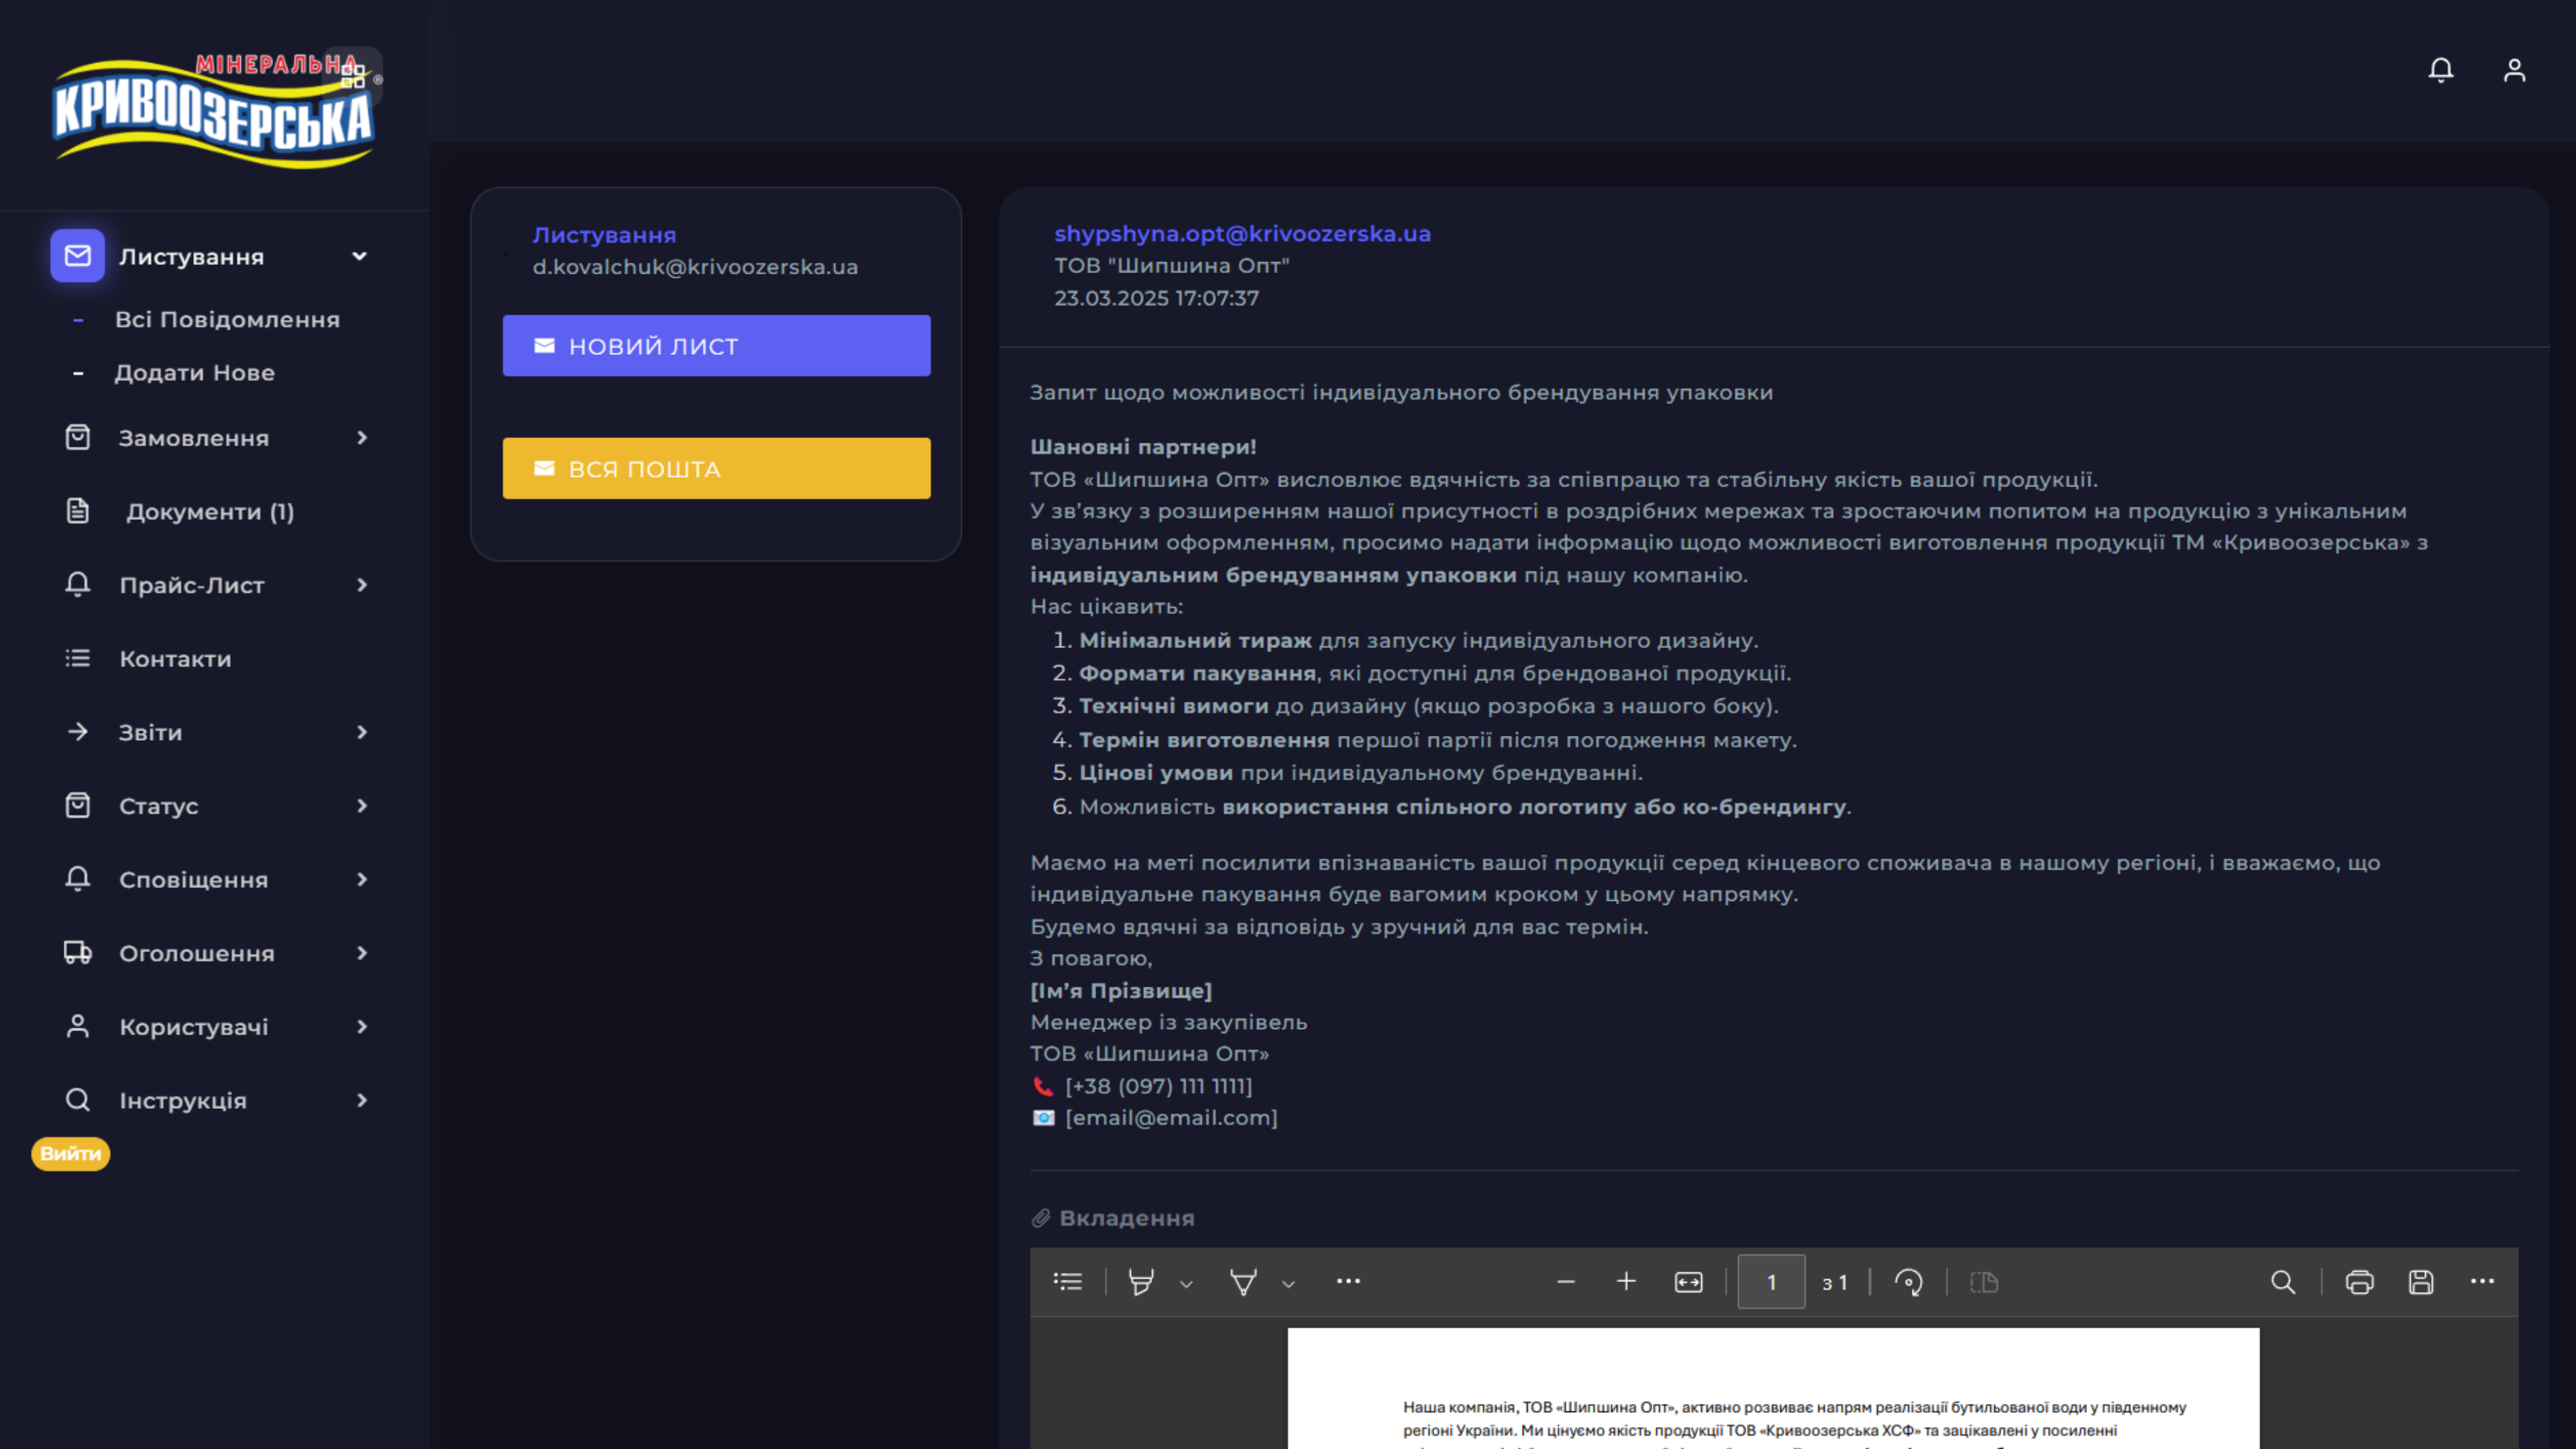 МІНЕРАЛЬНА
КРИВООЗЕРСЬКА
®
Листування
Всі Повідомлення
Додати Нове
Замовлення
Документи (1)
Прайс-Лист
Контакти
Звіти
Статус
Сповіщення
Оголошення
Користувачі
Інструкція
Вийти
Листування
d.kovalchuk@krivoozerska.ua
НОВИЙ ЛИСТ
ВСЯ ПОШТА
shypshyna.opt@krivoozerska.ua
ТОВ "Шипшина Опт"
23.03.2025 17:07:37
Запит щодо можливості індивідуального брендування упаковки
Шановні партнери!
ТОВ «Шипшина Опт» висловлює вдячність за співпрацю та стабільну якість вашої продукції.
У зв’язку з розширенням нашої присутності в роздрібних мережах та зростаючим попитом на продукцію з унікальним
візуальним оформленням, просимо надати інформацію щодо можливості виготовлення продукції ТМ «Кривоозерська» з
індивідуальним брендуванням упаковки під нашу компанію.
Нас цікавить:
1. Мінімальний тираж для запуску індивідуального дизайну.
2. Формати пакування, які доступні для брендованої продукції.
3. Технічні вимоги до дизайну (якщо розробка з нашого боку).
4. Термін виготовлення першої партії після погодження макету.
5. Цінові умови при індивідуальному брендуванні.
6. Можливість використання спільного логотипу або ко-брендингу.
Маємо на меті посилити впізнаваність вашої продукції серед кінцевого споживача в нашому регіоні, і вважаємо, що
індивідуальне пакування буде вагомим кроком у цьому напрямку.
Будемо вдячні за відповідь у зручний для вас термін.
З повагою,
[Ім’я Прізвище]
Менеджер із закупівель
ТОВ «Шипшина Опт»
[+38 (097) 111 1111]
[email@email.com]
Вкладення
1 з 1
Наша компанія, ТОВ «Шипшина Опт», активно розвиває напрям реалізації бутильованої води у південному
регіоні України. Ми цінуємо якість продукції ТОВ «Кривоозерська ХСФ» та зацікавлені у посиленні